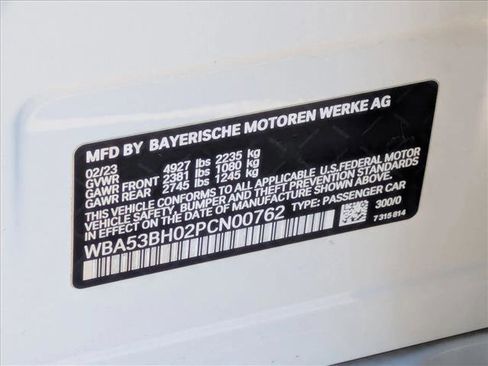 MFD BY BAYERISCHE MOTOREN WERKE AG
02/23
GVWR 4927 lbs 2235 kg
GAWR FRONT 2381 lbs 1080 kg
GAWR REAR 2745 lbs 1245 kg
THIS VEHICLE CONFORMS TO ALL APPLICABLE U.S.FEDERAL MOTOR
VEHICLE SAFETY, BUMPER AND THEFT PREVENTION STANDARDS
IN EFFECT ON THE DATE OF MANUFACTURE SHOWN ABOVE.
WBA53BH02PCN00762 TYPE: PASSENGER CAR
300/0
7 315 814